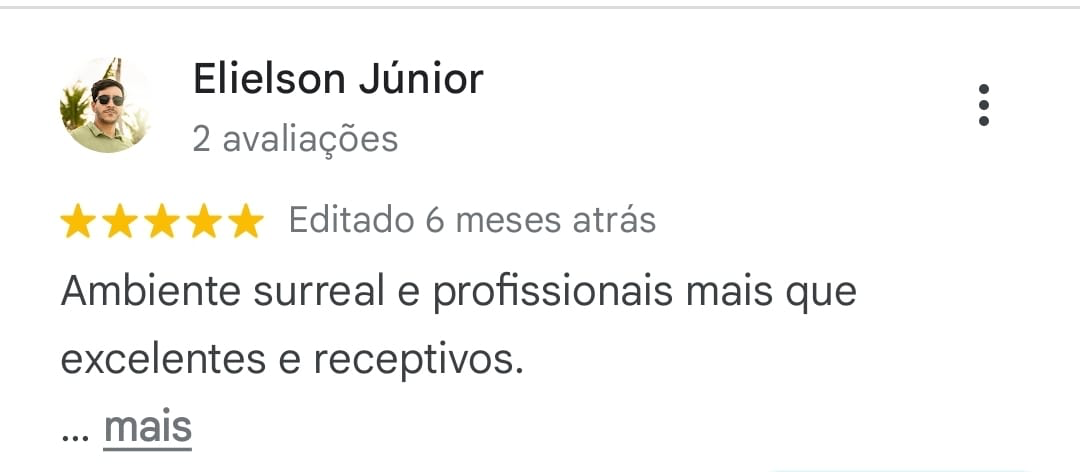 Elielson Júnior
2 avaliações
Editado 6 meses atrás
Ambiente surreal e profissionais mais que
excelentes e receptivos.
... mais